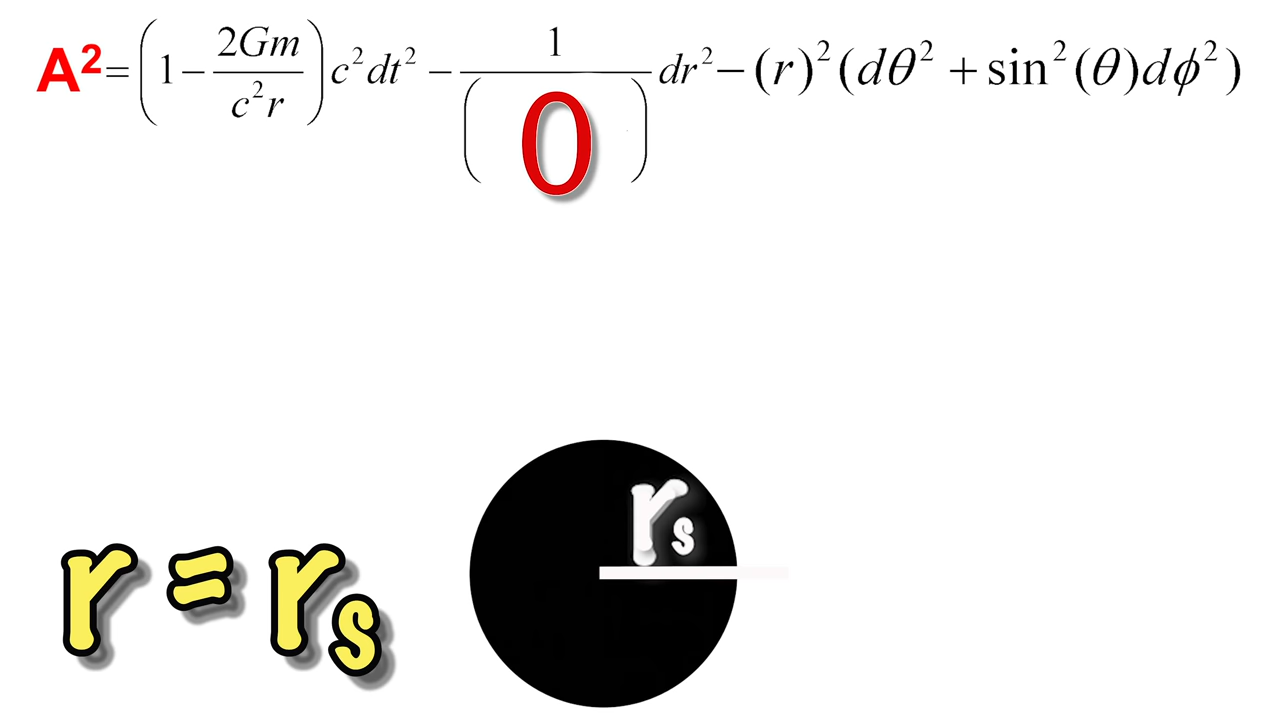 A²=(1−2Gm/c²r)c²dt²−1/(0)dr²−(r)²(dθ²+sin²(θ)dϕ²)
rs
r=rs